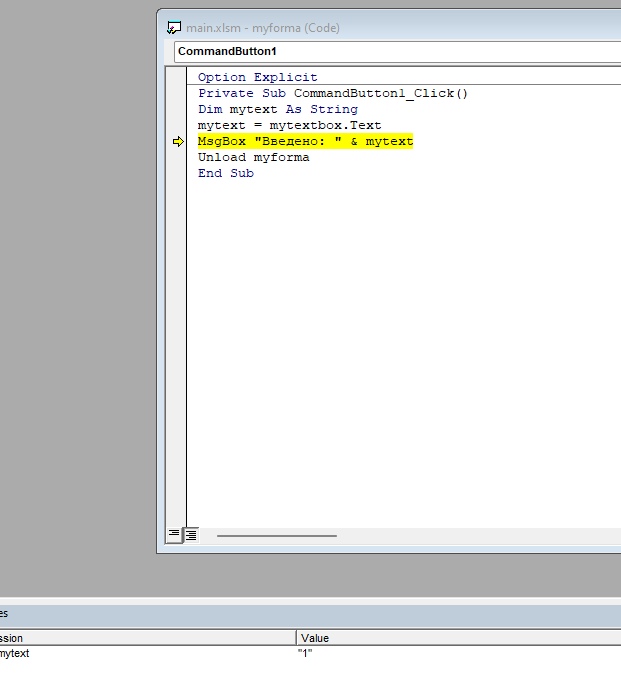 main.xlsm - myforma (Code)
CommandButton1
Option Explicit
Private Sub CommandButton1_Click()
Dim mytext As String
mytext = mytextbox.Text
MsgBox "Введено: " & mytext
Unload myforma
End Sub
es
ssion Value
mytext "1"